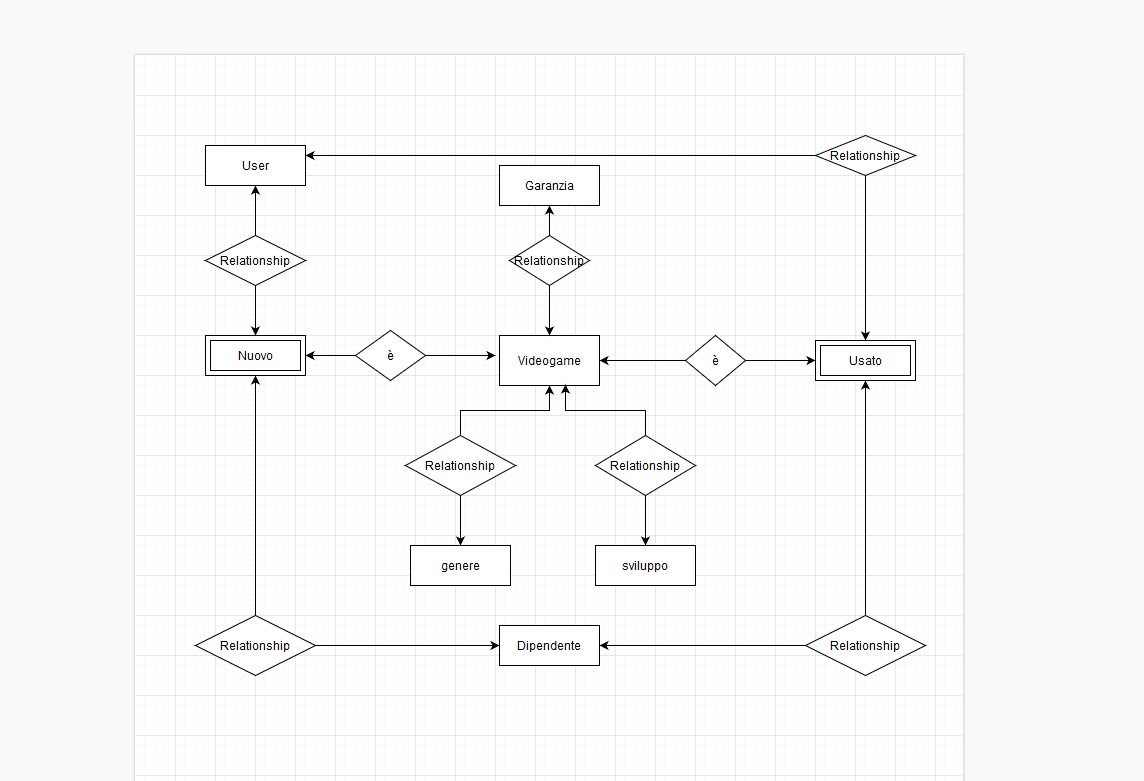 Relationship
User
Garanzia
Relationship
Relationship
Nuovo
è
Videogame
è
Usato
Relationship
Relationship
genere
sviluppo
Relationship
Dipendente
Relationship